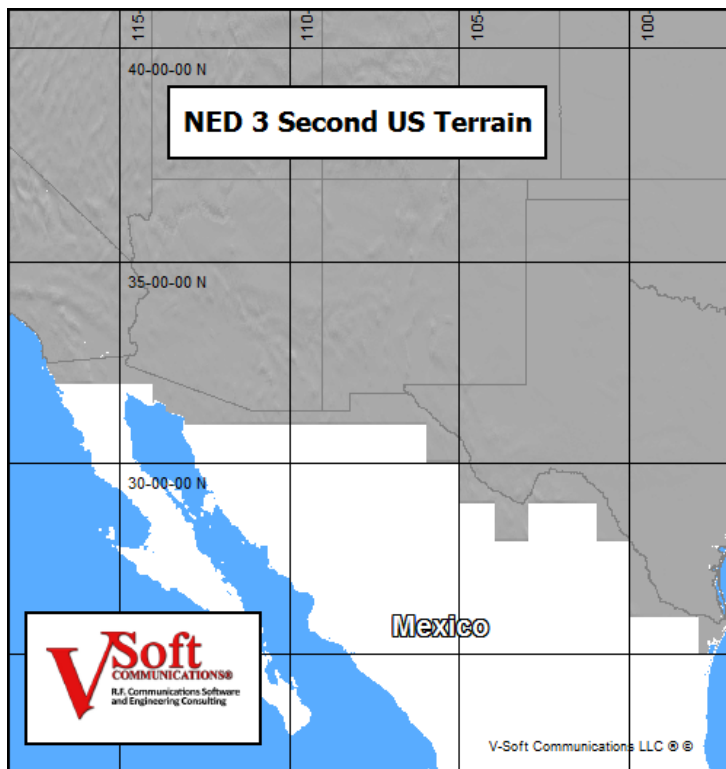 115-
110-
105-
100-
40-00-00 N
NED 3 Second US Terrain
35-00-00 N
30-00-00 N
Mexico
VSoft
COMMUNICATIONS®
R.F. Communications Software
and Engineering Consulting
V-Soft Communications LLC ® ©